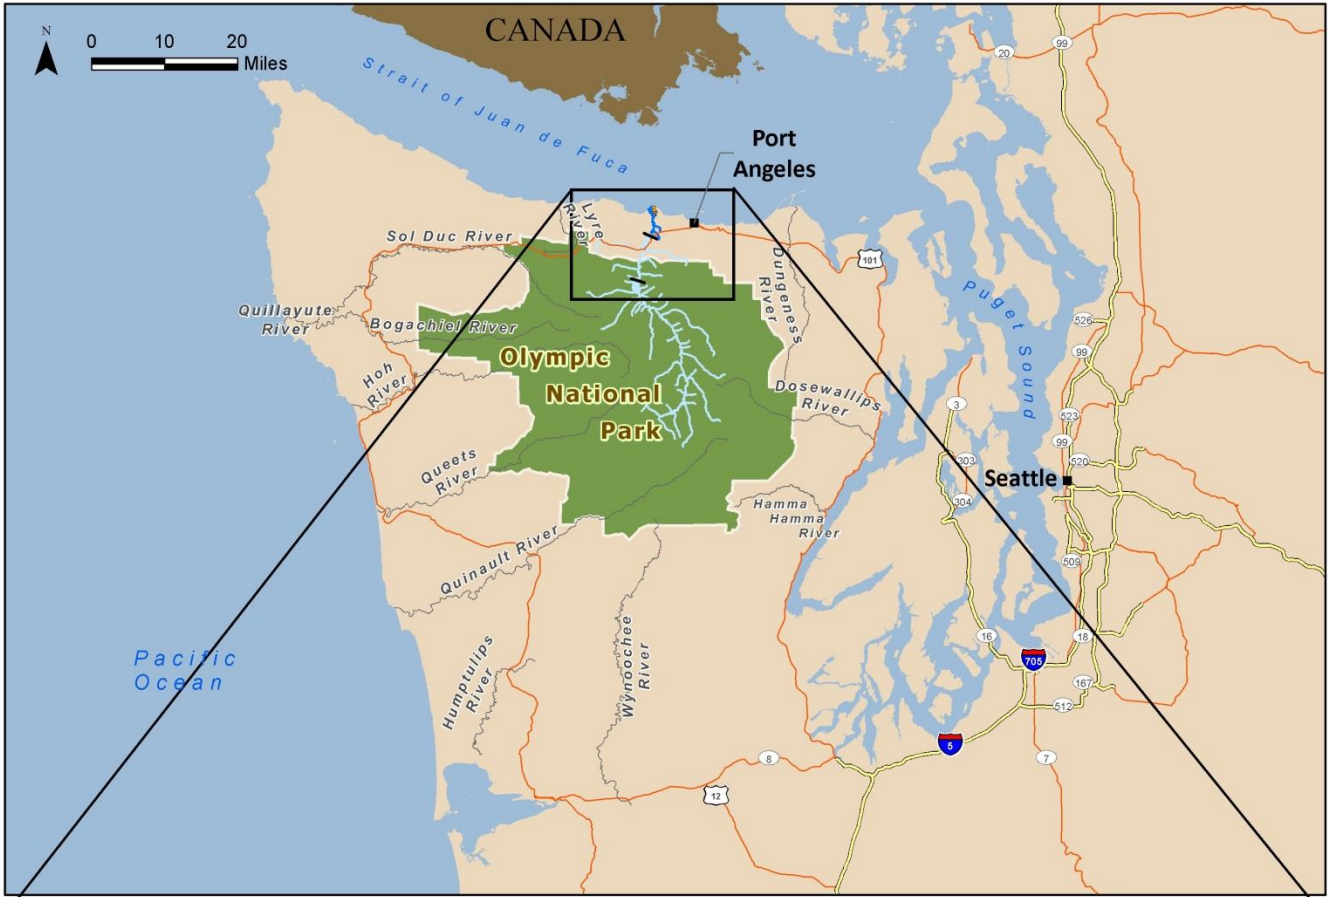 CANADA
N
0 10 20
Miles
Strait of Juan de Fuca
Port
Angeles
Lyre
River
Sol Duc River
Quillayute
River
Bogachiel River
Hoh
River
Olympic
National
Park
Dungeness
River
Dosewallips
River
Queets
River
Hamma
Hamma
River
Quinault River
Humptulips
River
Wynoochee
River
Pacific
Ocean
Puget Sound
Seattle
20
99
101
526
99
523
99
520
3
303
304
509
16
18
705
167
512
5
7
8
12